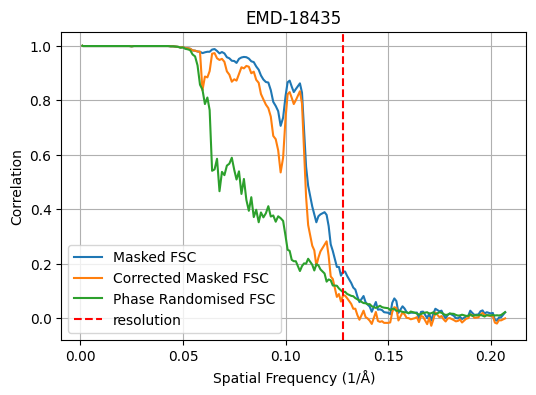 EMD-18435
1.0
0.8
0.6
0.4
0.2
0.0
Correlation
Masked FSC
Corrected Masked FSC
Phase Randomised FSC
resolution
0.00 0.05 0.10 0.15 0.20
Spatial Frequency (1/Å)